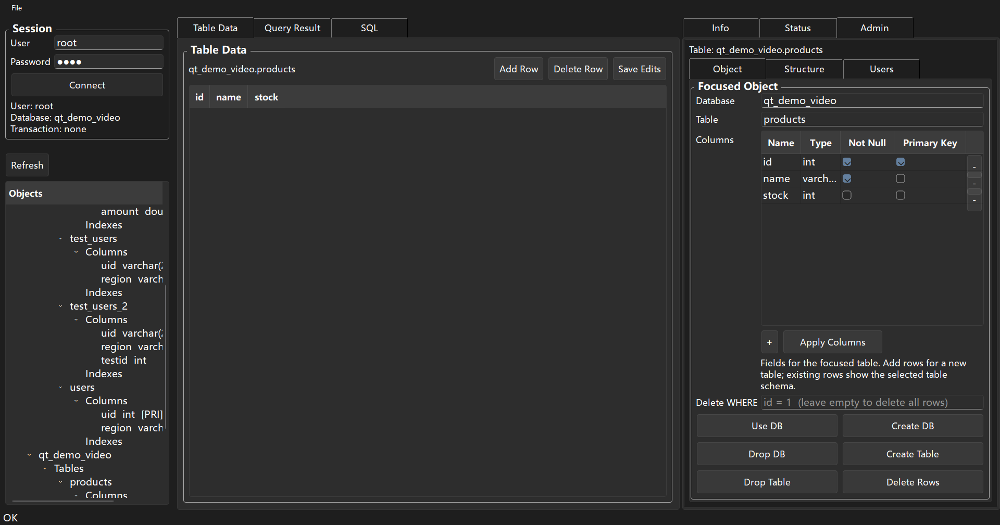 File
Session
User root
Password ●●●●
Connect
User: root
Database: qt_demo_video
Transaction: none
Refresh
Objects
amount dou
Indexes
test_users
Columns
uid varchar(
region varch
Indexes
test_users_2
Columns
uid varchar(
region varch
testid int
Indexes
users
Columns
uid int [PRI]
region varch
Indexes
qt_demo_video
Tables
products
Columns
OK
Table Data Query Result SQL
Table Data
qt_demo_video.products Add Row Delete Row Save Edits
id name stock
Info Status Admin
Table: qt_demo_video.products
Object Structure Users
Focused Object
Database qt_demo_video
Table products
Columns Name Type Not Null Primary Key
id int -
name varch... -
stock int -
+ Apply Columns
Fields for the focused table. Add rows for a new
table; existing rows show the selected table
schema.
Delete WHERE id = 1 (leave empty to delete all rows)
Use DB Create DB
Drop DB Create Table
Drop Table Delete Rows